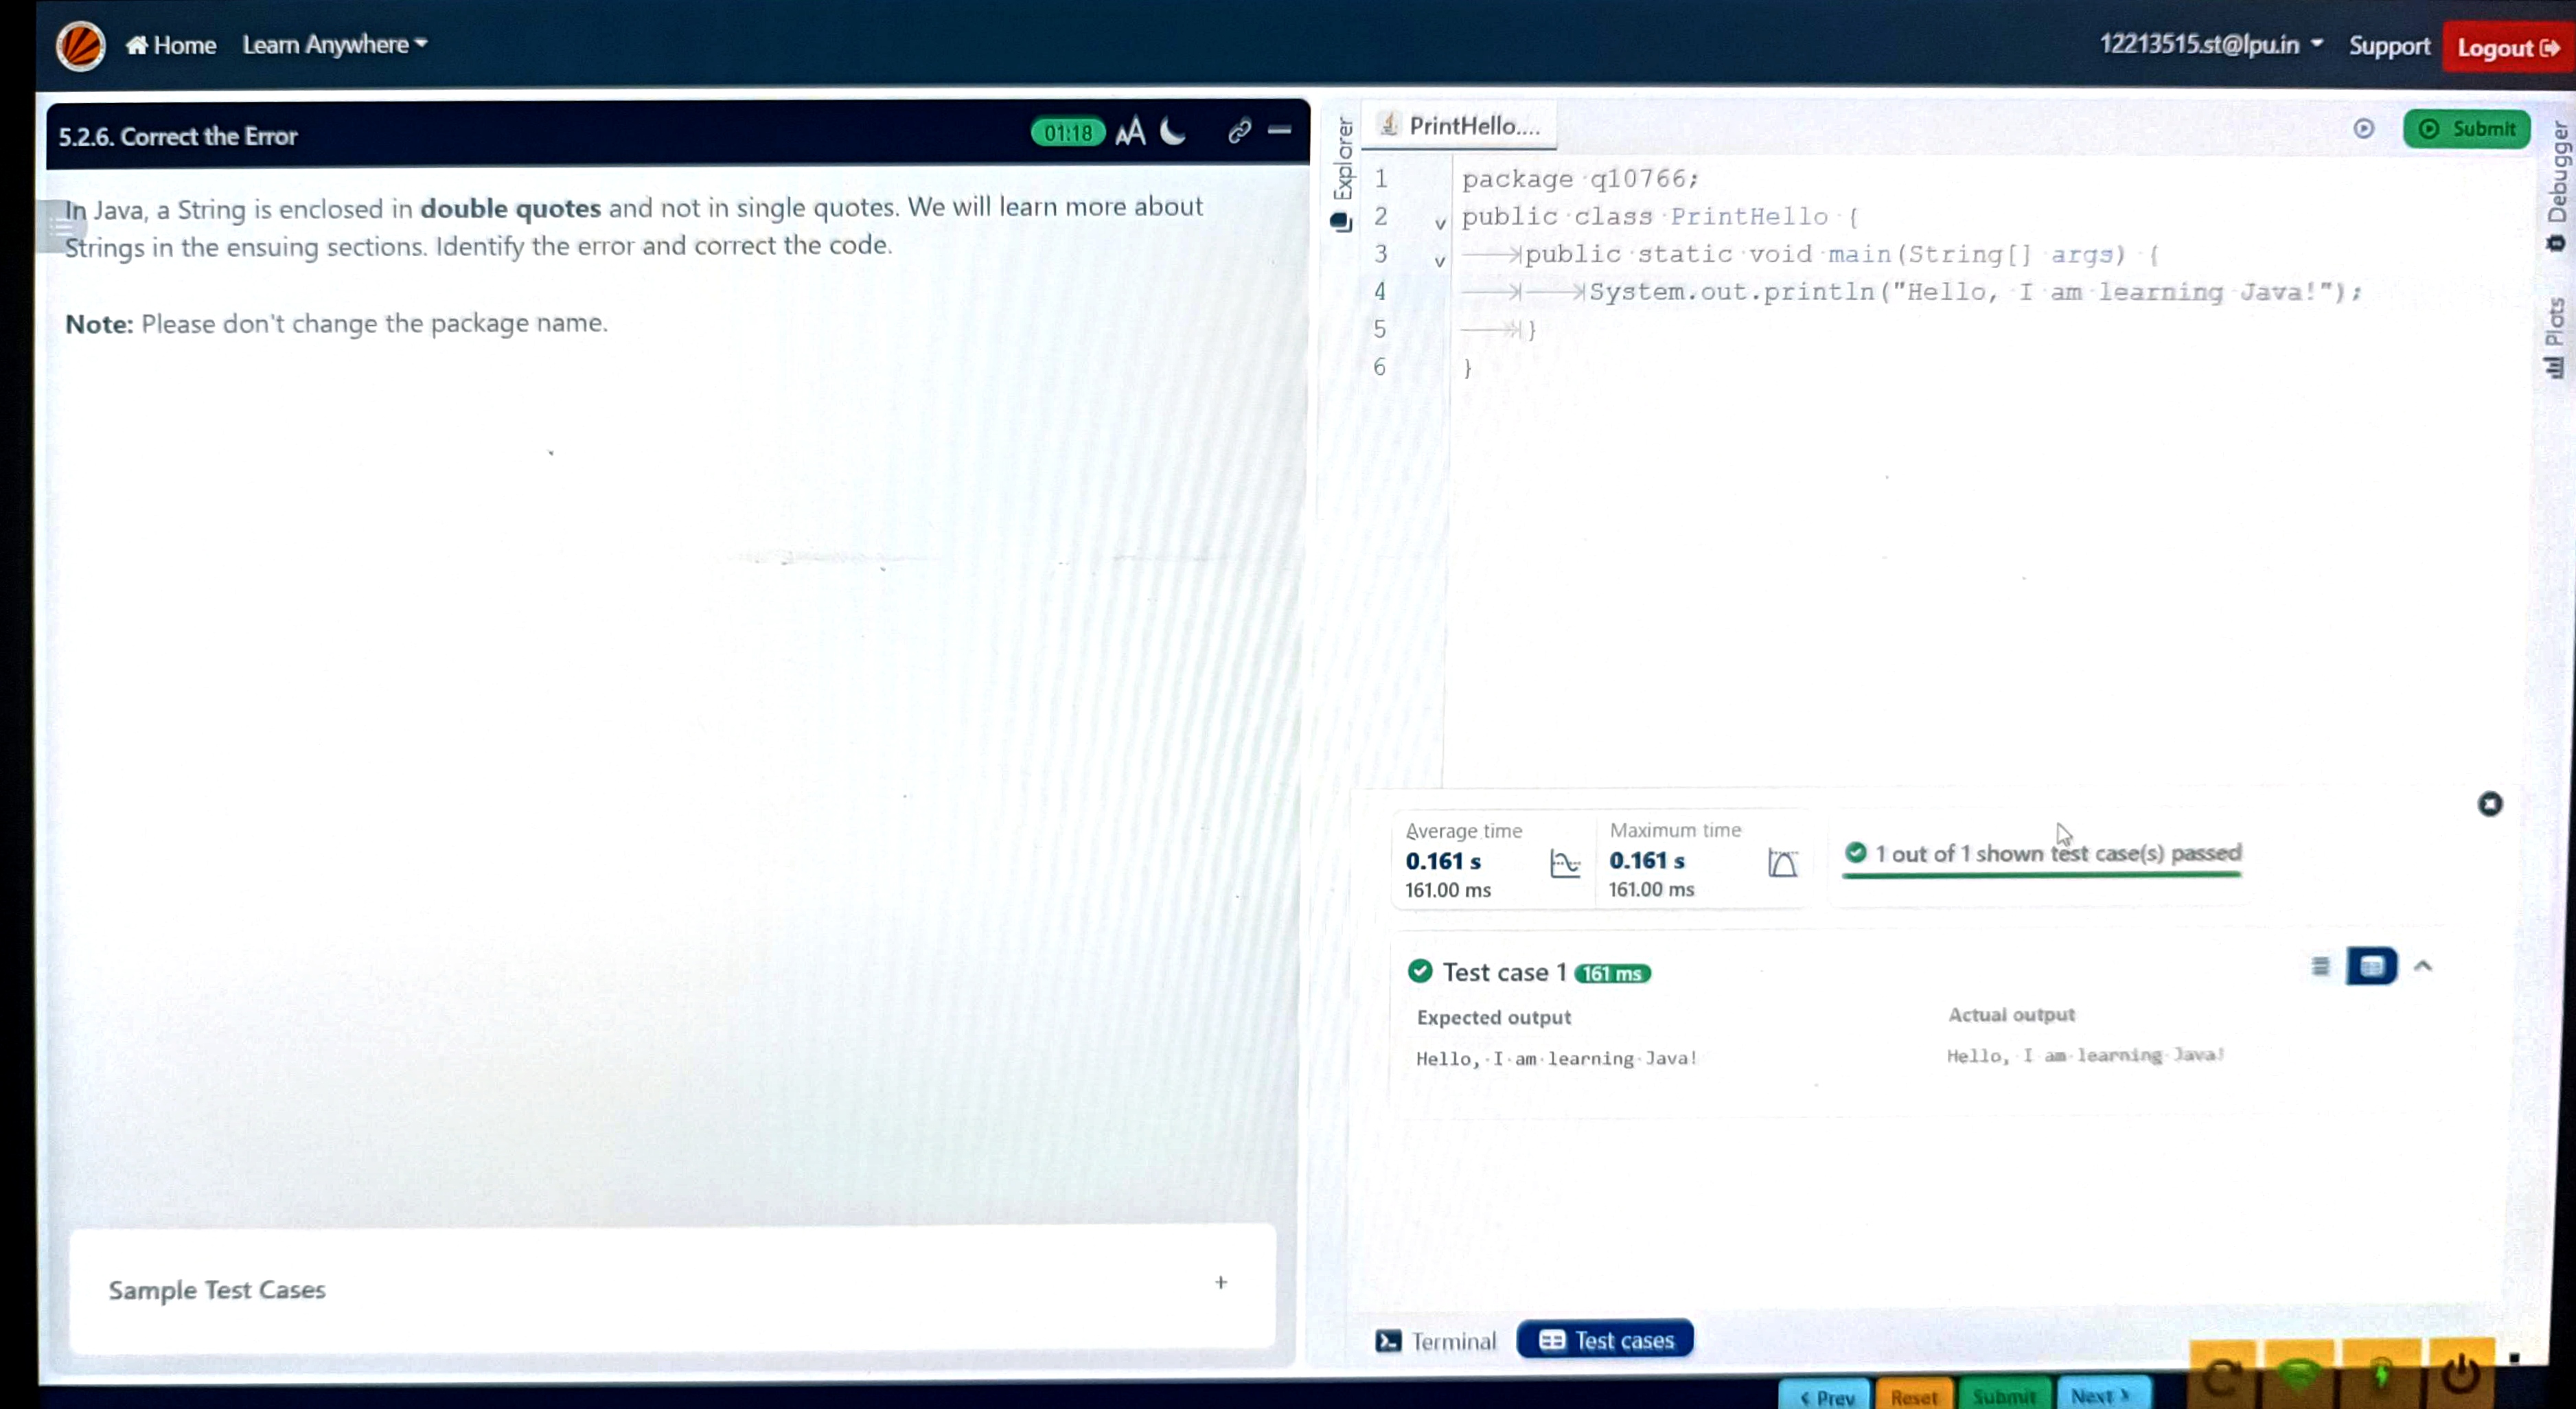 Home Learn Anywhere 12213515.st@lpu.in Support Logout
5.2.6. Correct the Error 01:18 AA
In Java, a String is enclosed in double quotes and not in single quotes. We will learn more about
Strings in the ensuing sections. Identify the error and correct the code.
Note: Please don't change the package name.
Sample Test Cases +
Explorer
PrintHello....
Submit
Debugger
Plots
1 package q10766;
2 public class PrintHello {
3 public static void main(String[] args) {
4 System.out.println("Hello, I am learning Java!");
5 }
6 }
Average time
0.161 s
161.00 ms
Maximum time
0.161 s
161.00 ms
1 out of 1 shown test case(s) passed
Test case 1 161 ms
Expected output
Hello, I am learning Java!
Actual output
Hello, I am learning Java!
Terminal Test cases
< Prev Reset Submit Next >